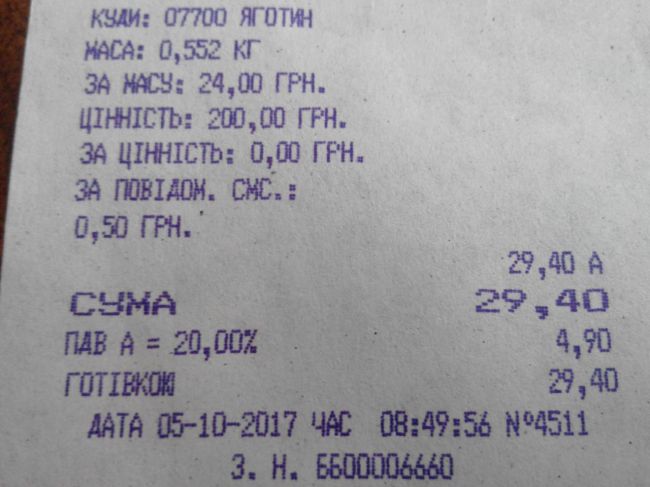 КУДИ: 07700 ЯГОТИН
МАСА: 0,552 КГ
ЗА МАСУ: 24,00 ГРН.
ЦІННІСТЬ: 200,00 ГРН.
ЗА ЦІННІСТЬ: 0,00 ГРН.
ЗА ПОВІДОМ. СМС.:
0,50 ГРН.
29,40 А
СУМА 29,40
ПДВ А = 20,00% 4,90
ГОТІВКОЮ 29,40
ДАТА 05-10-2017 ЧАС 08:49:56 №4511
З. Н. ББ00006660